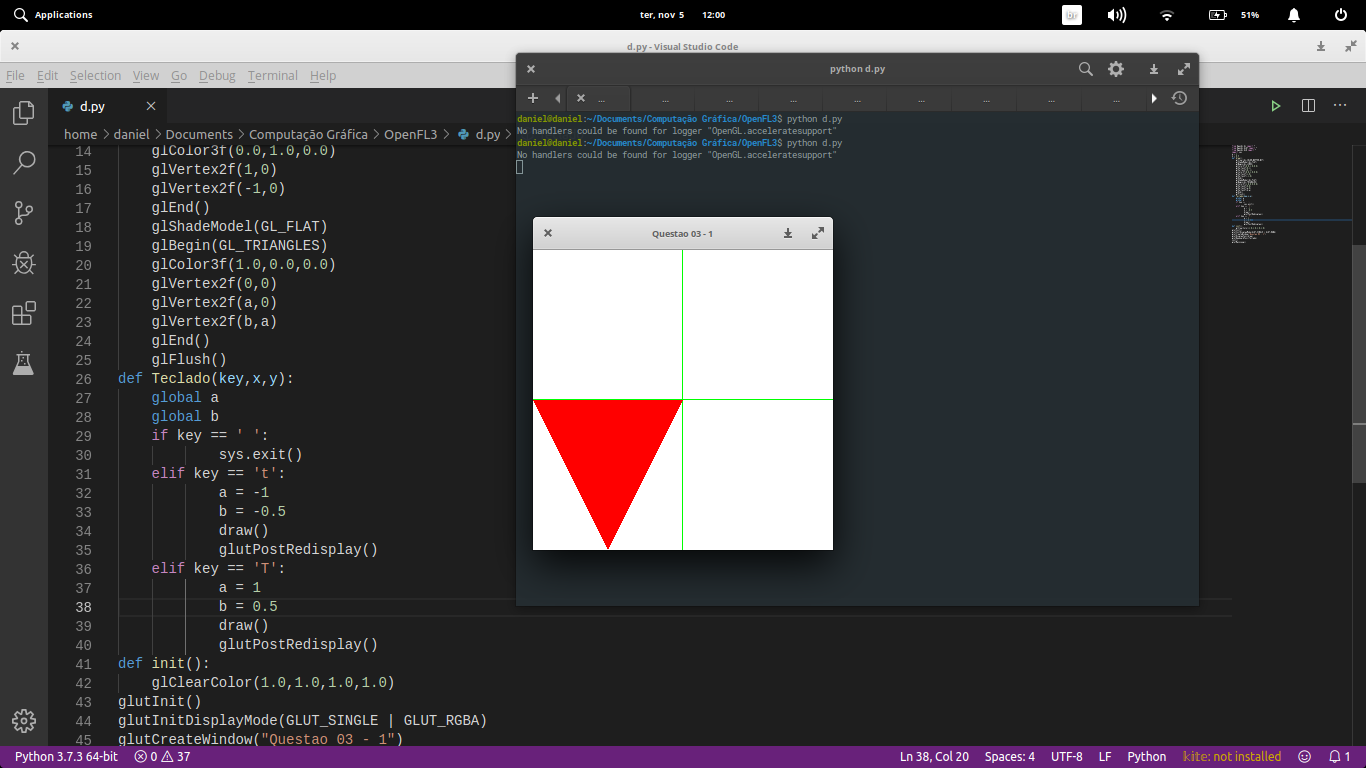 Applications
ter, nov 5 12:00
br
51%
d.py - Visual Studio Code
File Edit Selection View Go Debug Terminal Help
d.py
home > daniel > Documents > Computação Gráfica > OpenFL3 > d.py >
14 glColor3f(0.0,1.0,0.0)
15 glVertex2f(1,0)
16 glVertex2f(-1,0)
17 glEnd()
18 glShadeModel(GL_FLAT)
19 glBegin(GL_TRIANGLES)
20 glColor3f(1.0,0.0,0.0)
21 glVertex2f(0,0)
22 glVertex2f(a,0)
23 glVertex2f(b,a)
24 glEnd()
25 glFlush()
26 def Teclado(key,x,y):
27 global a
28 global b
29 if key == ' ':
30 sys.exit()
31 elif key == 't':
32 a = -1
33 b = -0.5
34 draw()
35 glutPostRedisplay()
36 elif key == 'T':
37 a = 1
38 b = 0.5
39 draw()
40 glutPostRedisplay()
41 def init():
42 glClearColor(1.0,1.0,1.0,1.0)
43 glutInit()
44 glutInitDisplayMode(GLUT_SINGLE | GLUT_RGBA)
45 glutCreateWindow("Questao 03 - 1")
python d.py
... ... ... ... ... ... ... ... ...
daniel@daniel:~/Documents/Computação Gráfica/OpenFL3$ python d.py
No handlers could be found for logger "OpenGL.acceleratesupport"
daniel@daniel:~/Documents/Computação Gráfica/OpenFL3$ python d.py
No handlers could be found for logger "OpenGL.acceleratesupport"
Questao 03 - 1
Python 3.7.3 64-bit 0 37 Ln 38, Col 20 Spaces: 4 UTF-8 LF Python kite: not installed 1